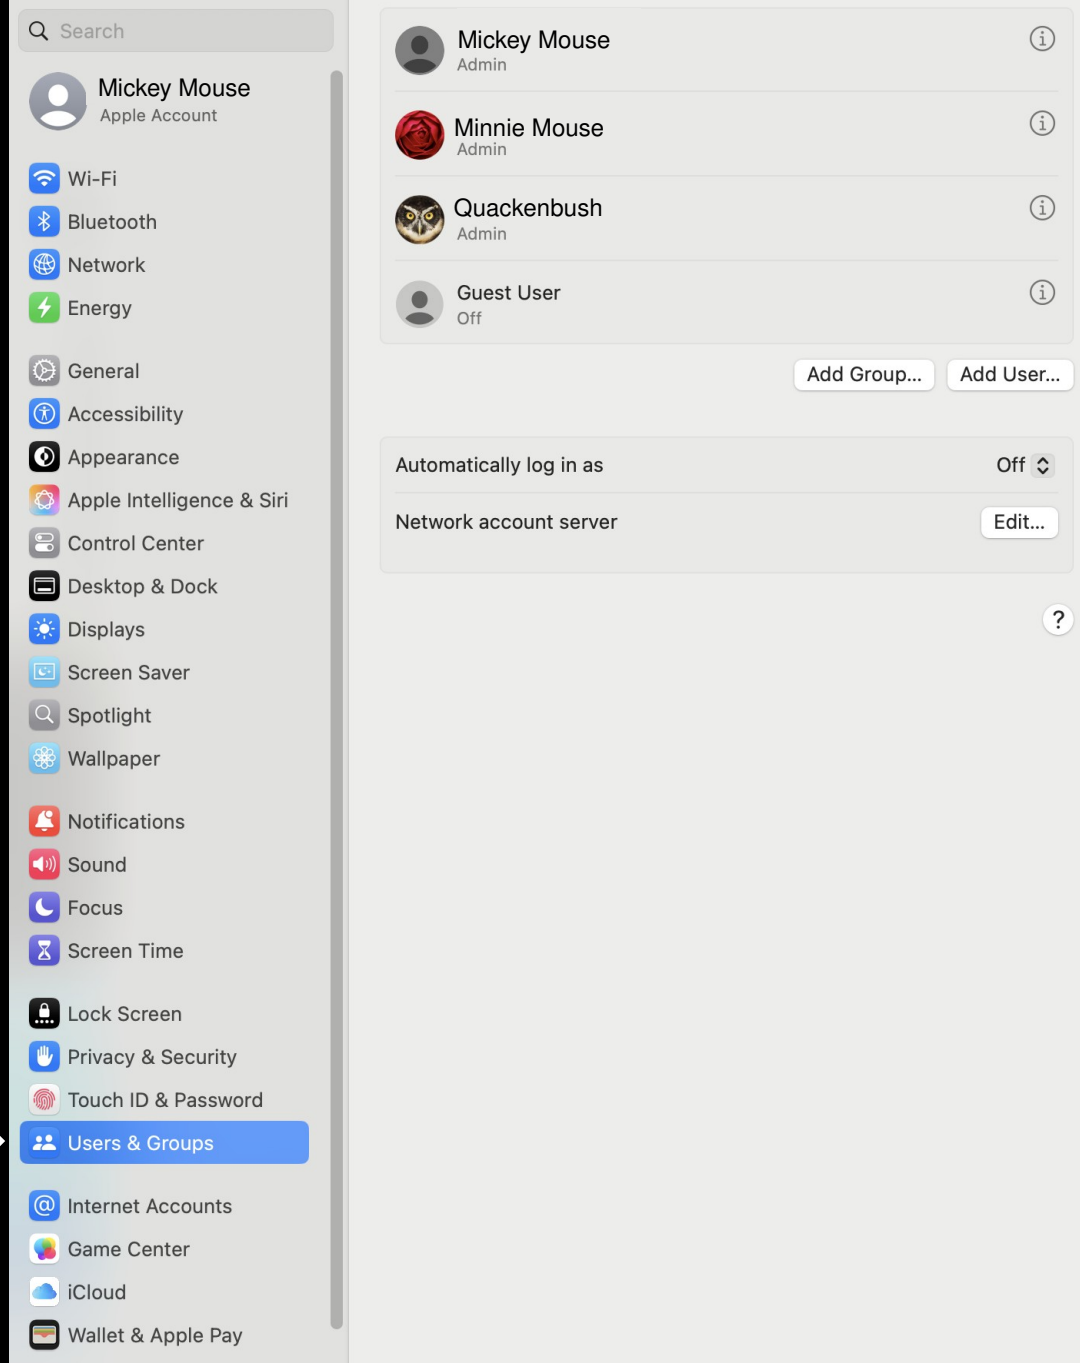 Search
Mickey Mouse
Apple Account
Wi-Fi
Bluetooth
Network
Energy
General
Accessibility
Appearance
Apple Intelligence & Siri
Control Center
Desktop & Dock
Displays
Screen Saver
Spotlight
Wallpaper
Notifications
Sound
Focus
Screen Time
Lock Screen
Privacy & Security
Touch ID & Password
Users & Groups
Internet Accounts
Game Center
iCloud
Wallet & Apple Pay
Mickey Mouse
Admin
Minnie Mouse
Admin
Quackenbush
Admin
Guest User
Off
Add Group... Add User...
Automatically log in as Off
Network account server Edit...
?